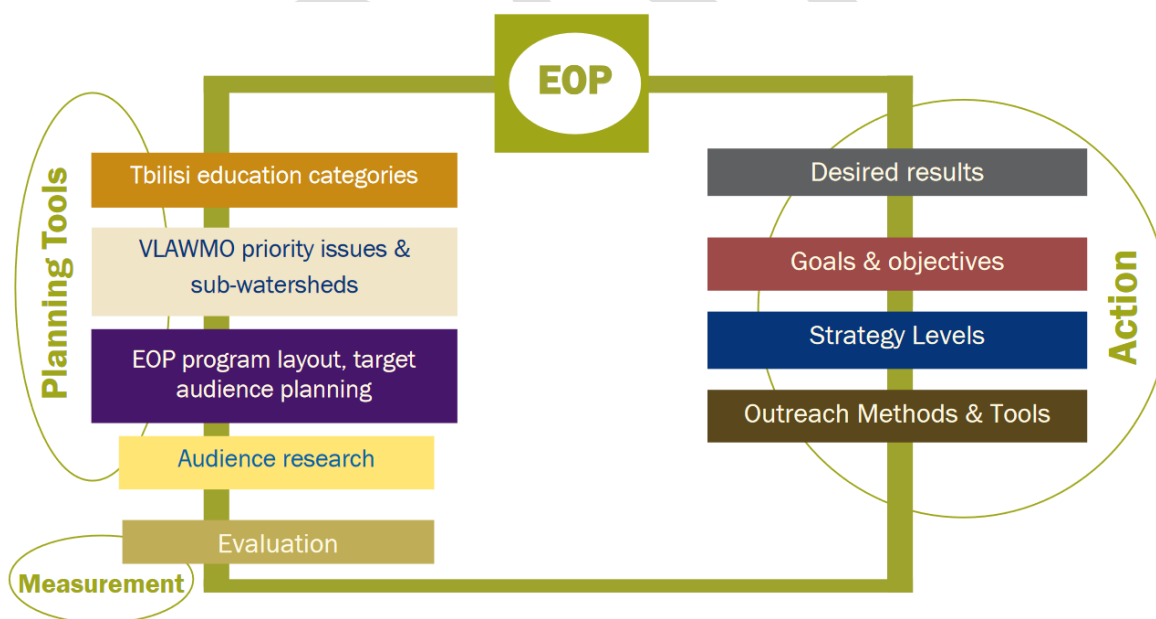 EOP
Planning Tools
Tbilisi education categories
VLAWMO priority issues &
sub-watersheds
EOP program layout, target
audience planning
Audience research
Evaluation
Measurement
Desired results
Goals & objectives
Strategy Levels
Outreach Methods & Tools
Action